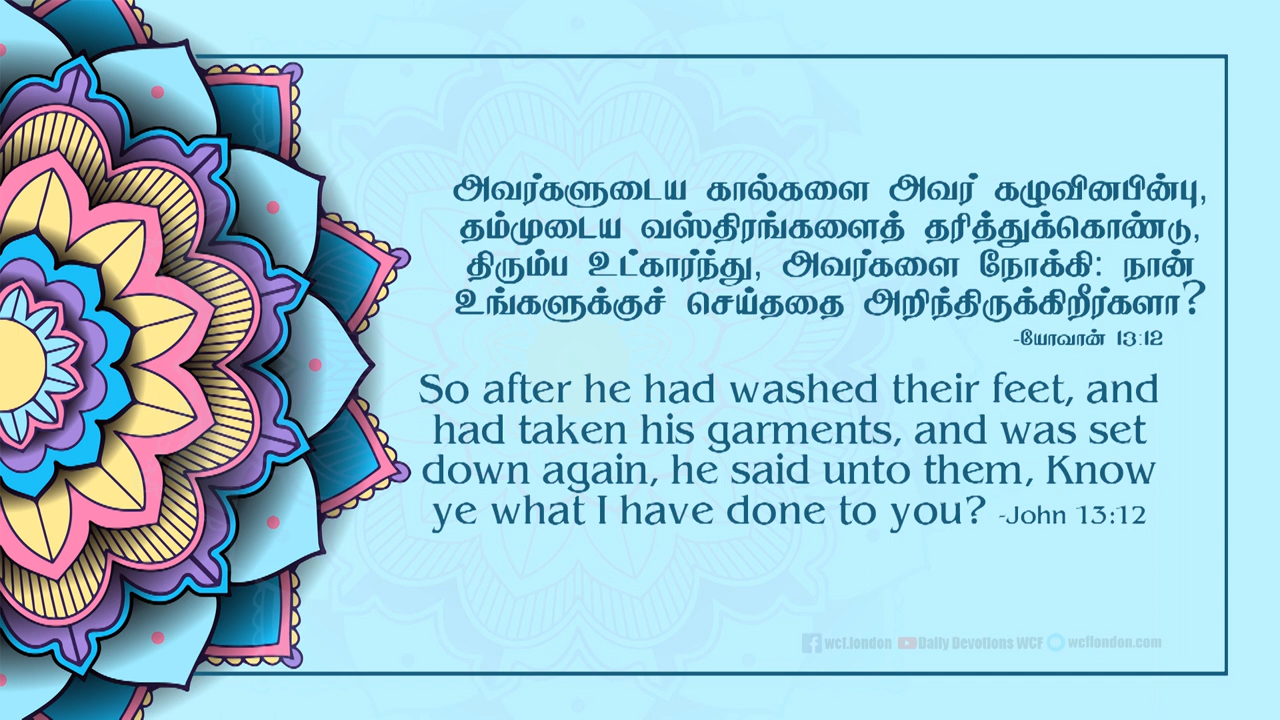 அவர்களுடைய கால்களை அவர் கழுவினபின்பு,
தம்முடைய வஸ்திரங்களைத் தரித்துக்கொண்டு,
திரும்ப உட்கார்ந்து, அவர்களை நோக்கி: நான்
உங்களுக்குச் செய்ததை அறிந்திருக்கிறீர்களா?
-யோவான் 13:12
So after he had washed their feet, and
had taken his garments, and was set
down again, he said unto them, Know
ye what I have done to you? -John 13:12
wcf.london Daily Devotions WCF wcflondon.com